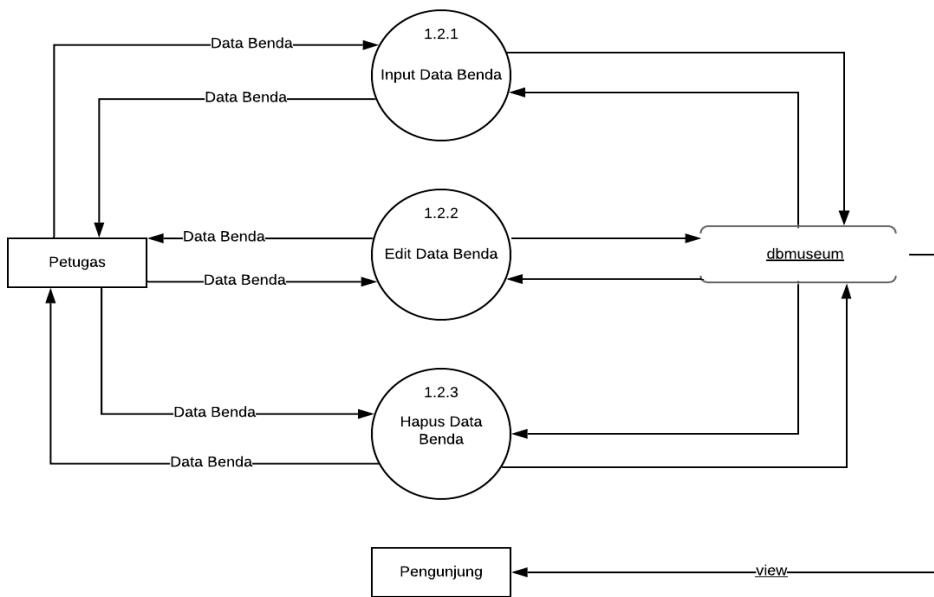 Data Benda
1.2.1
Input Data Benda
Data Benda
1.2.2
Data Benda
Edit Data Benda
dbmuseum
Petugas
Data Benda
1.2.3
Data Benda
Hapus Data
Benda
Data Benda
Pengunjung
view